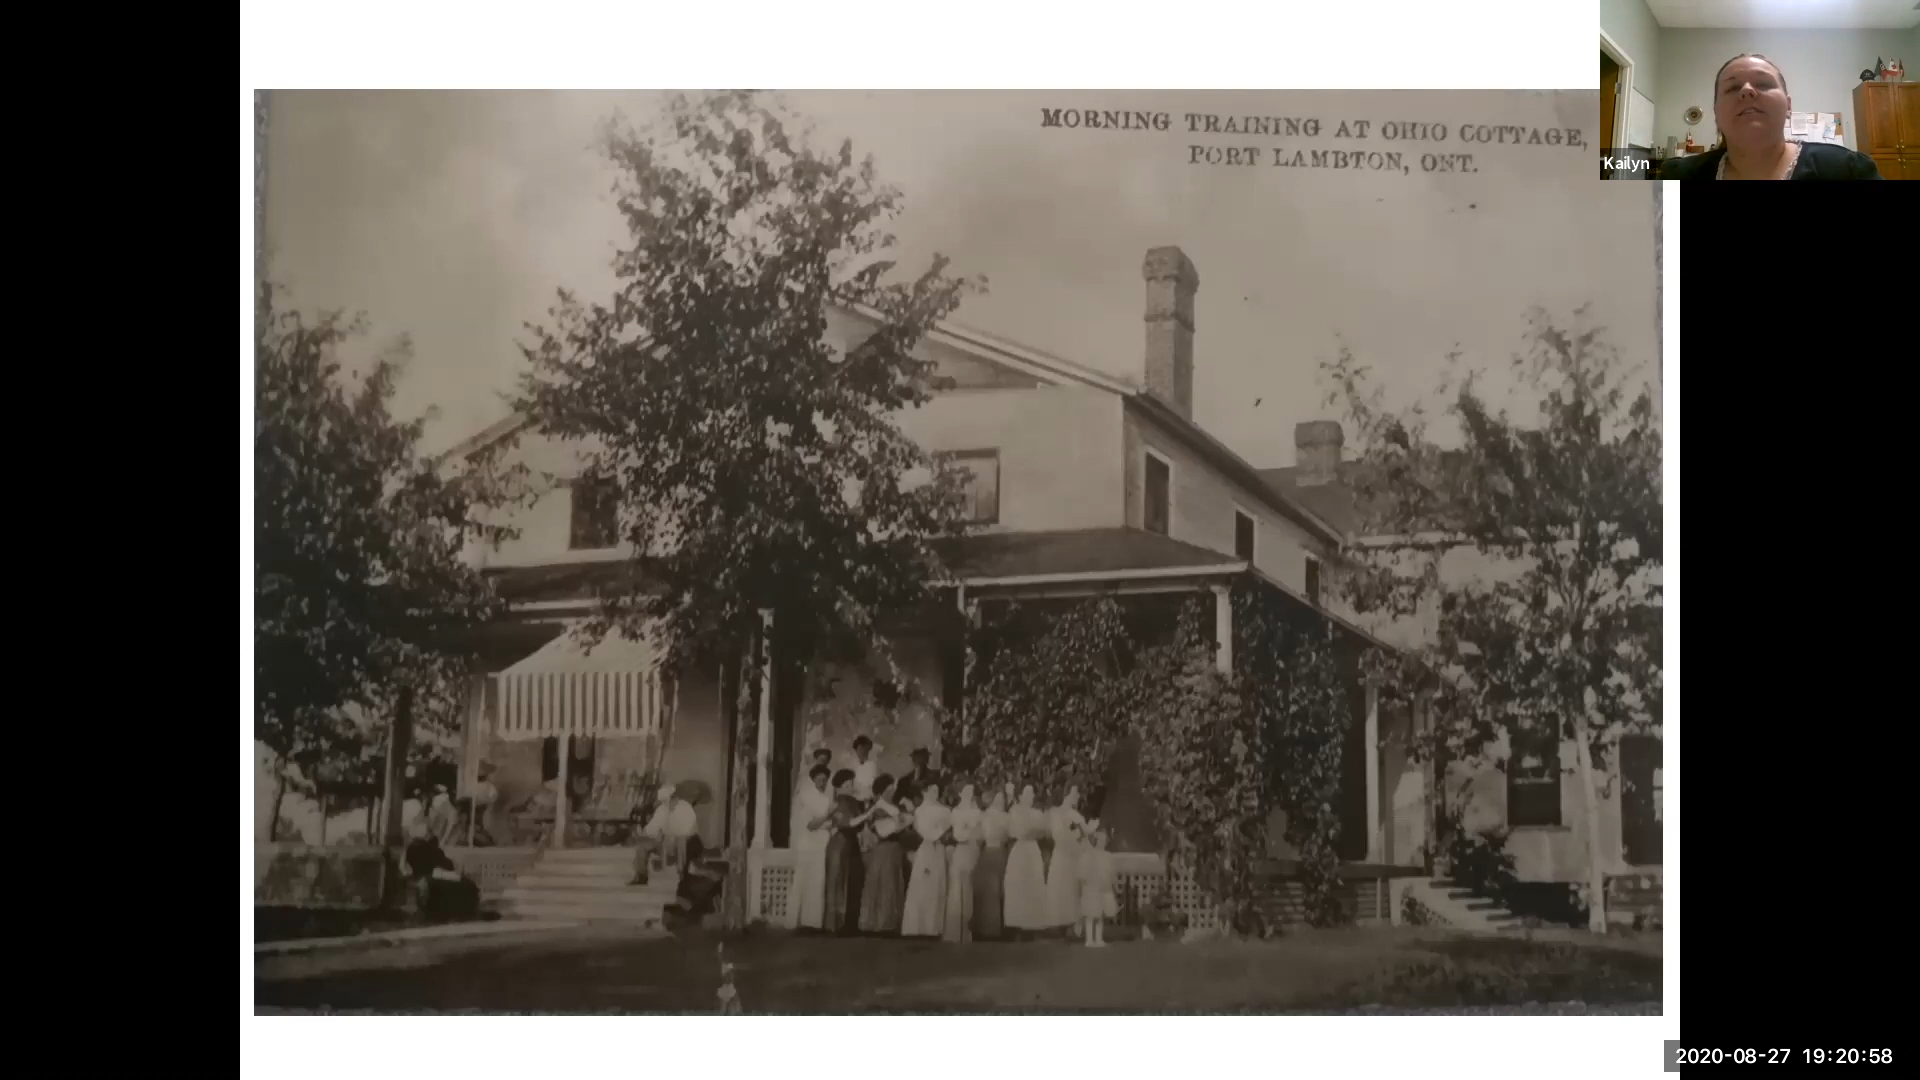 MORNING TRAINING AT OHIO COTTAGE,
PORT LAMBTON, ONT.
Kailyn
2020-08-27 19:20:58